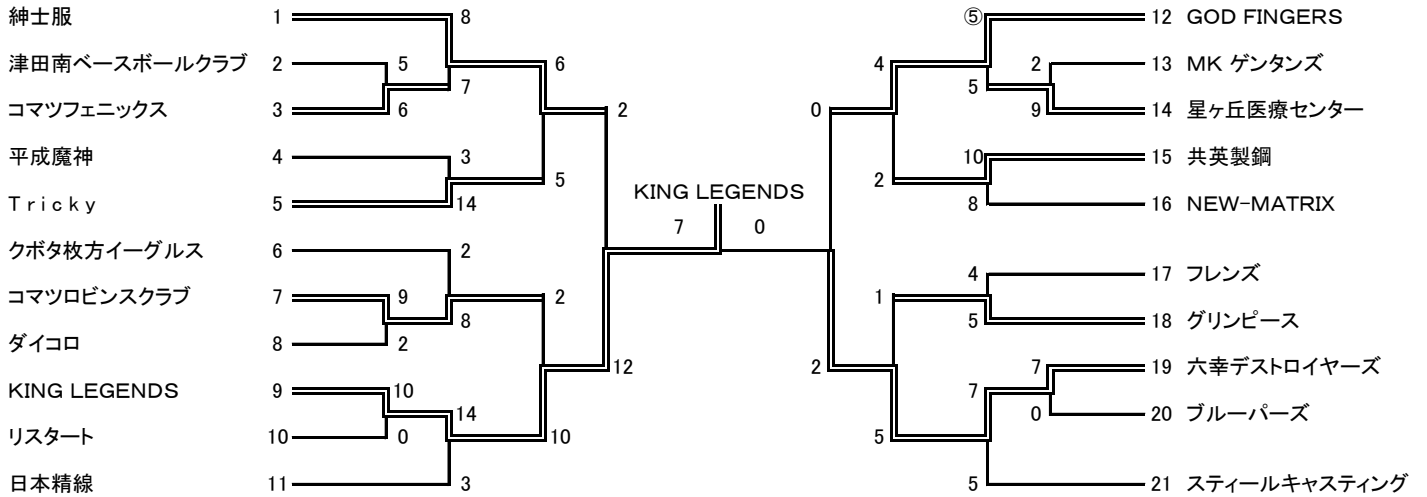 紳士服 1 8
津田南ベースボールクラブ 2 5
コマツフェニックス 3 6
7
6
平成魔神 4 3
Tricky 5 14
5
2
クボタ枚方イーグルス 6 2
コマツロビンスクラブ 7 9
ダイコロ 8 2
8
2
KING LEGENDS 9 10
リスタート 10 0
14
日本精線 11 3
10
12
KING LEGENDS
7 0
⑤ 12 GOD FINGERS
2 13 MK ゲンタンズ
9 14 星ヶ丘医療センター
5
4
10 15 共英製鋼
8 16 NEW-MATRIX
2
0
4 17 フレンズ
5 18 グリンピース
1
7 19 六幸デストロイヤーズ
0 20 ブルーパーズ
7
5 21 スティールキャスティング
5
2